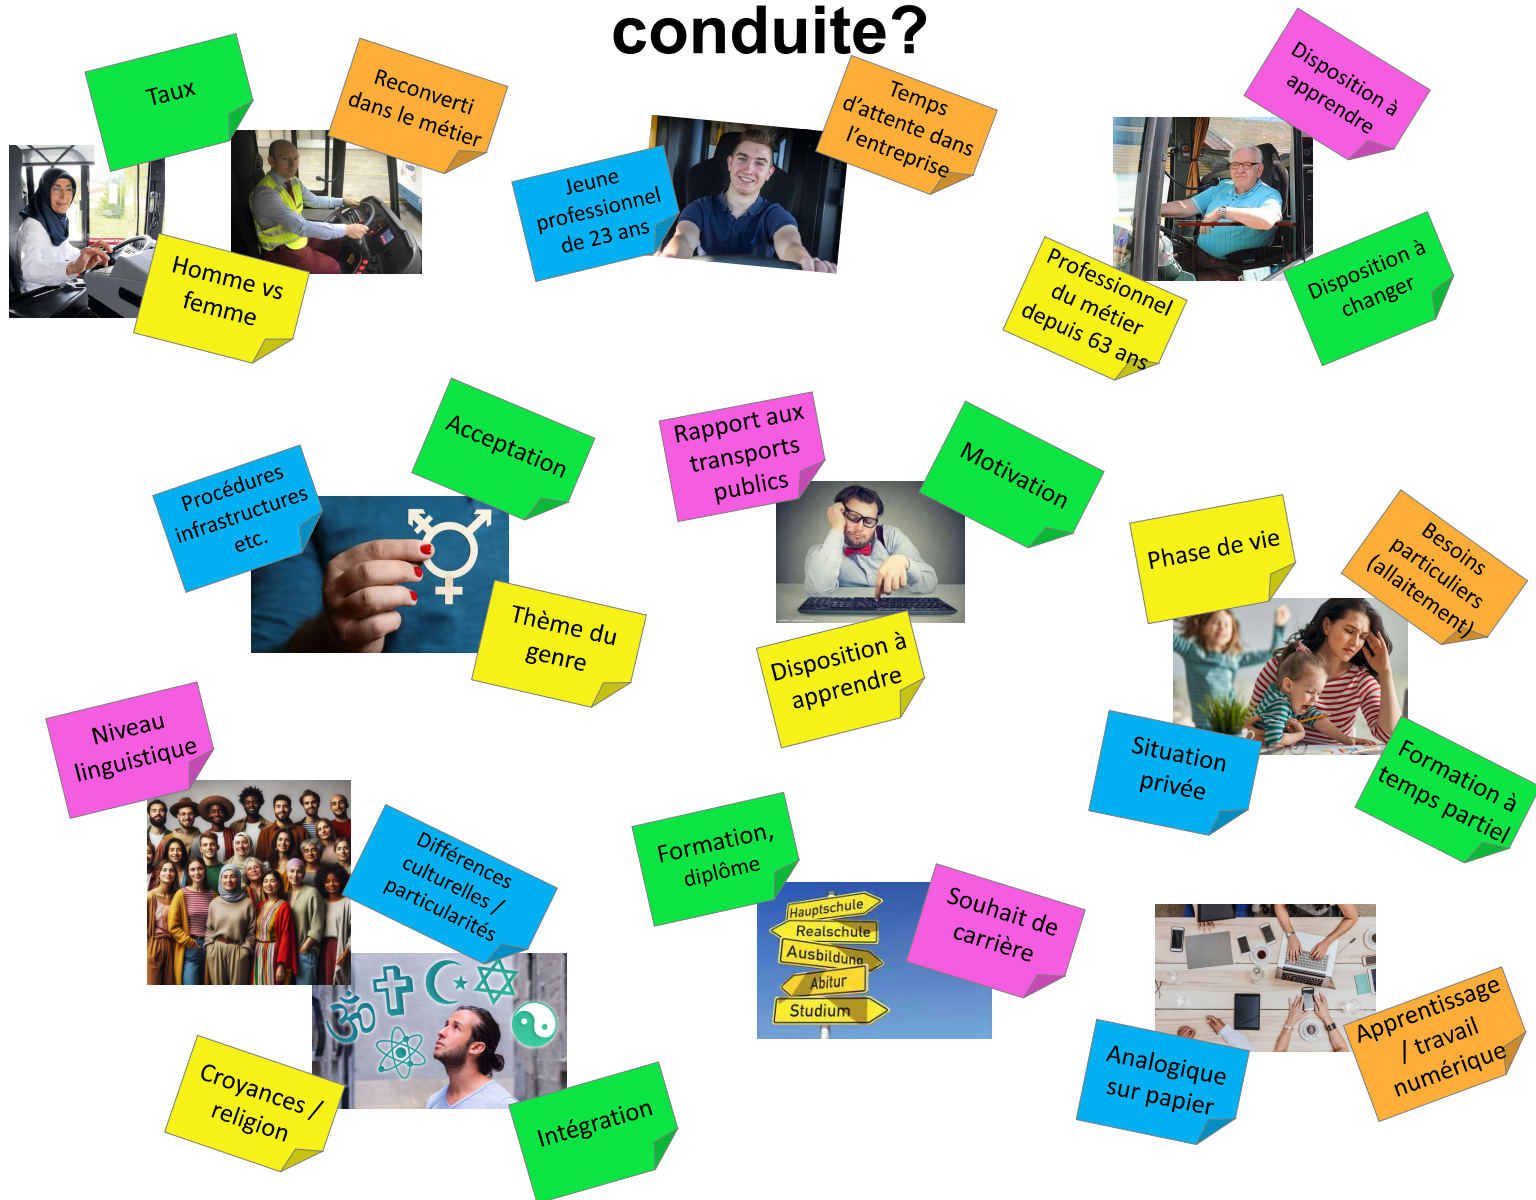 conduite?
Taux
Reconverti
dans le métier
Homme vs
femme
Jeune
professionnel
de 23 ans
Temps
d'attente dans
l'entreprise
Disposition à
apprendre
Professionnel
du métier
depuis 63 ans
Disposition à
changer
Procédures
infrastructures
etc.
Acceptation
Thème du
genre
Rapport aux
transports
publics
Motivation
Disposition à
apprendre
Phase de vie
Besoins
particuliers
(allaitement)
Situation
privée
Formation à
temps partiel
Niveau
linguistique
Différences
culturelles /
particularités
Croyances /
religion
Intégration
Formation,
diplôme
Hauptschule
Realschule
Ausbildung
Abitur
Studium
Souhait de
carrière
Analogique
sur papier
Apprentissage
/ travail
numérique